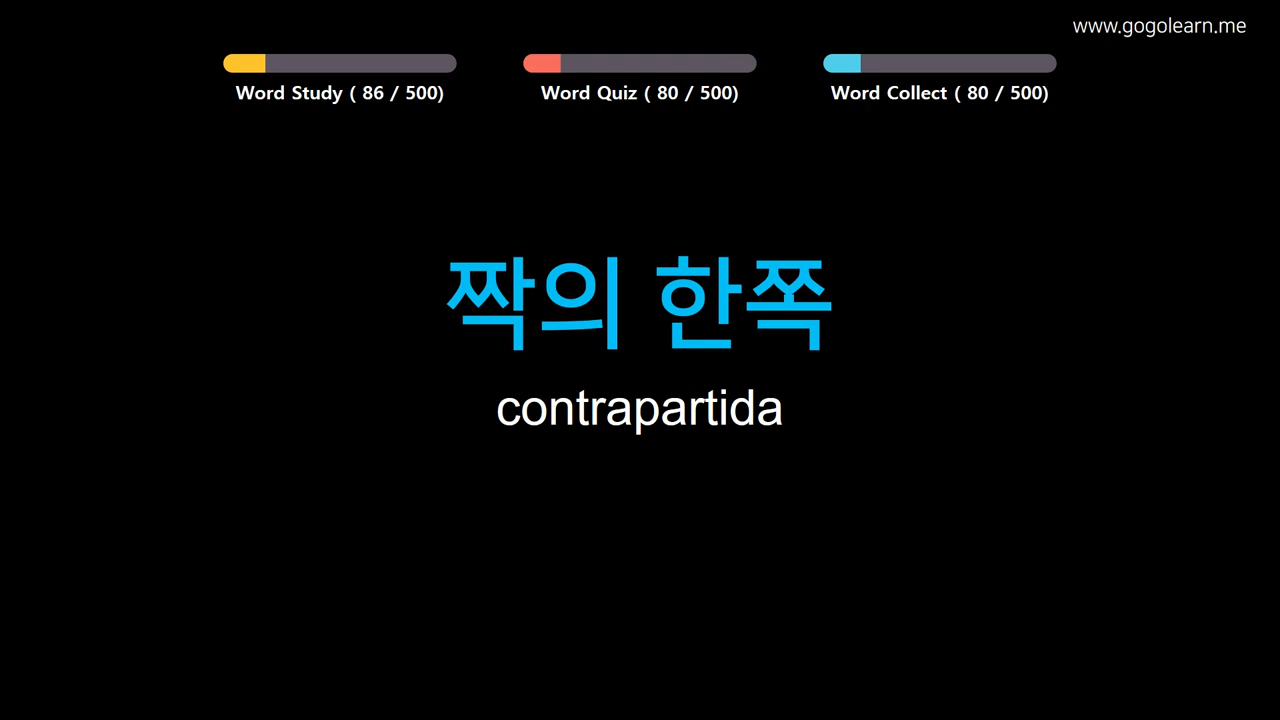 www.gogolearn.me
Word Study ( 86 / 500)
Word Quiz ( 80 / 500)
Word Collect ( 80 / 500)
짝의 한쪽
contrapartida